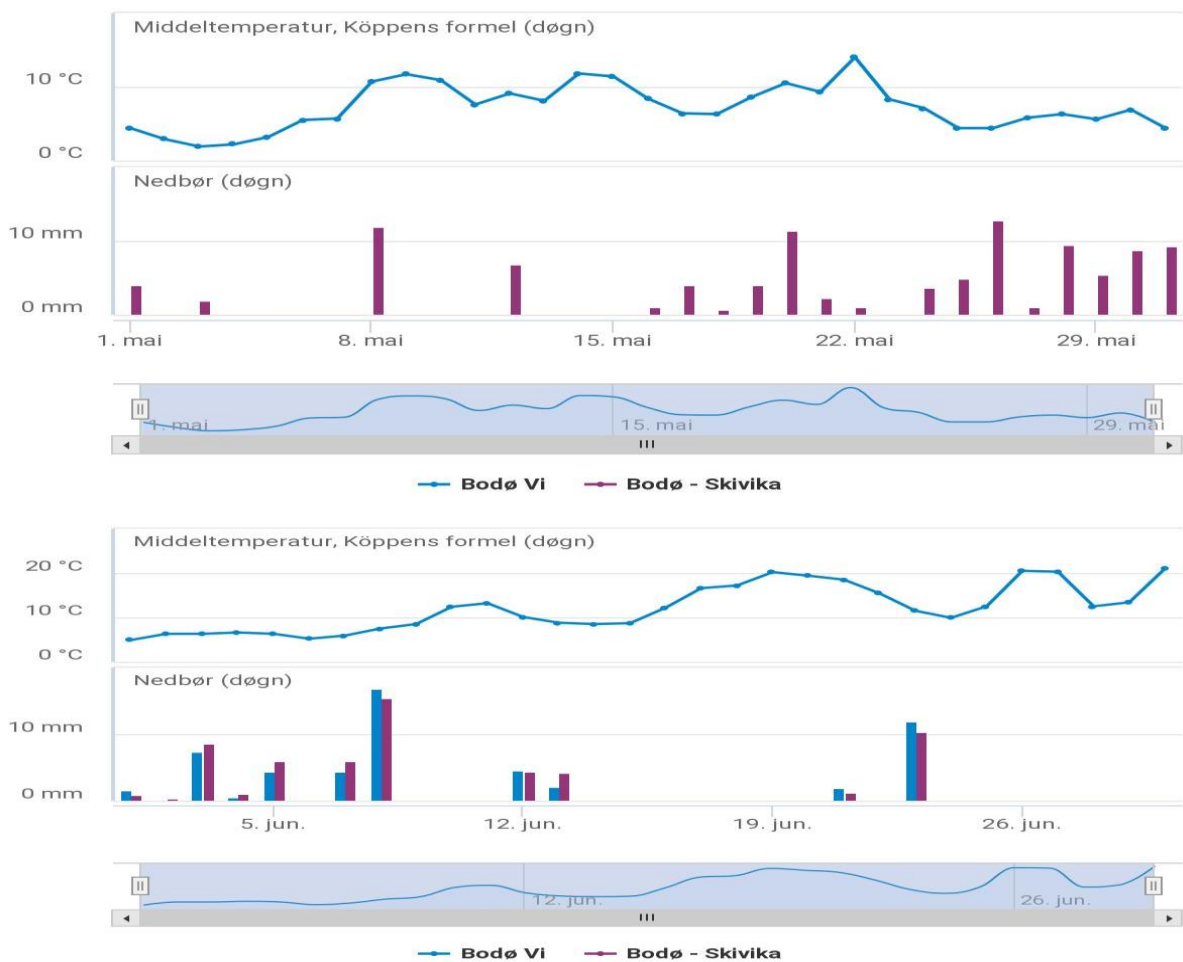 Middeltemperatur, Köppens formel (døgn)
10 °C
0 °C
Nedbør (døgn)
10 mm
0 mm
1. mai 8. mai 15. mai 22. mai 29. mai
1. mai 15. mai 29. mai
Bodø Vi Bodø - Skivika
Middeltemperatur, Köppens formel (døgn)
20 °C
10 °C
0 °C
Nedbør (døgn)
10 mm
0 mm
5. jun. 12. jun. 19. jun. 26. jun.
12. jun. 26. jun.
Bodø Vi Bodø - Skivika